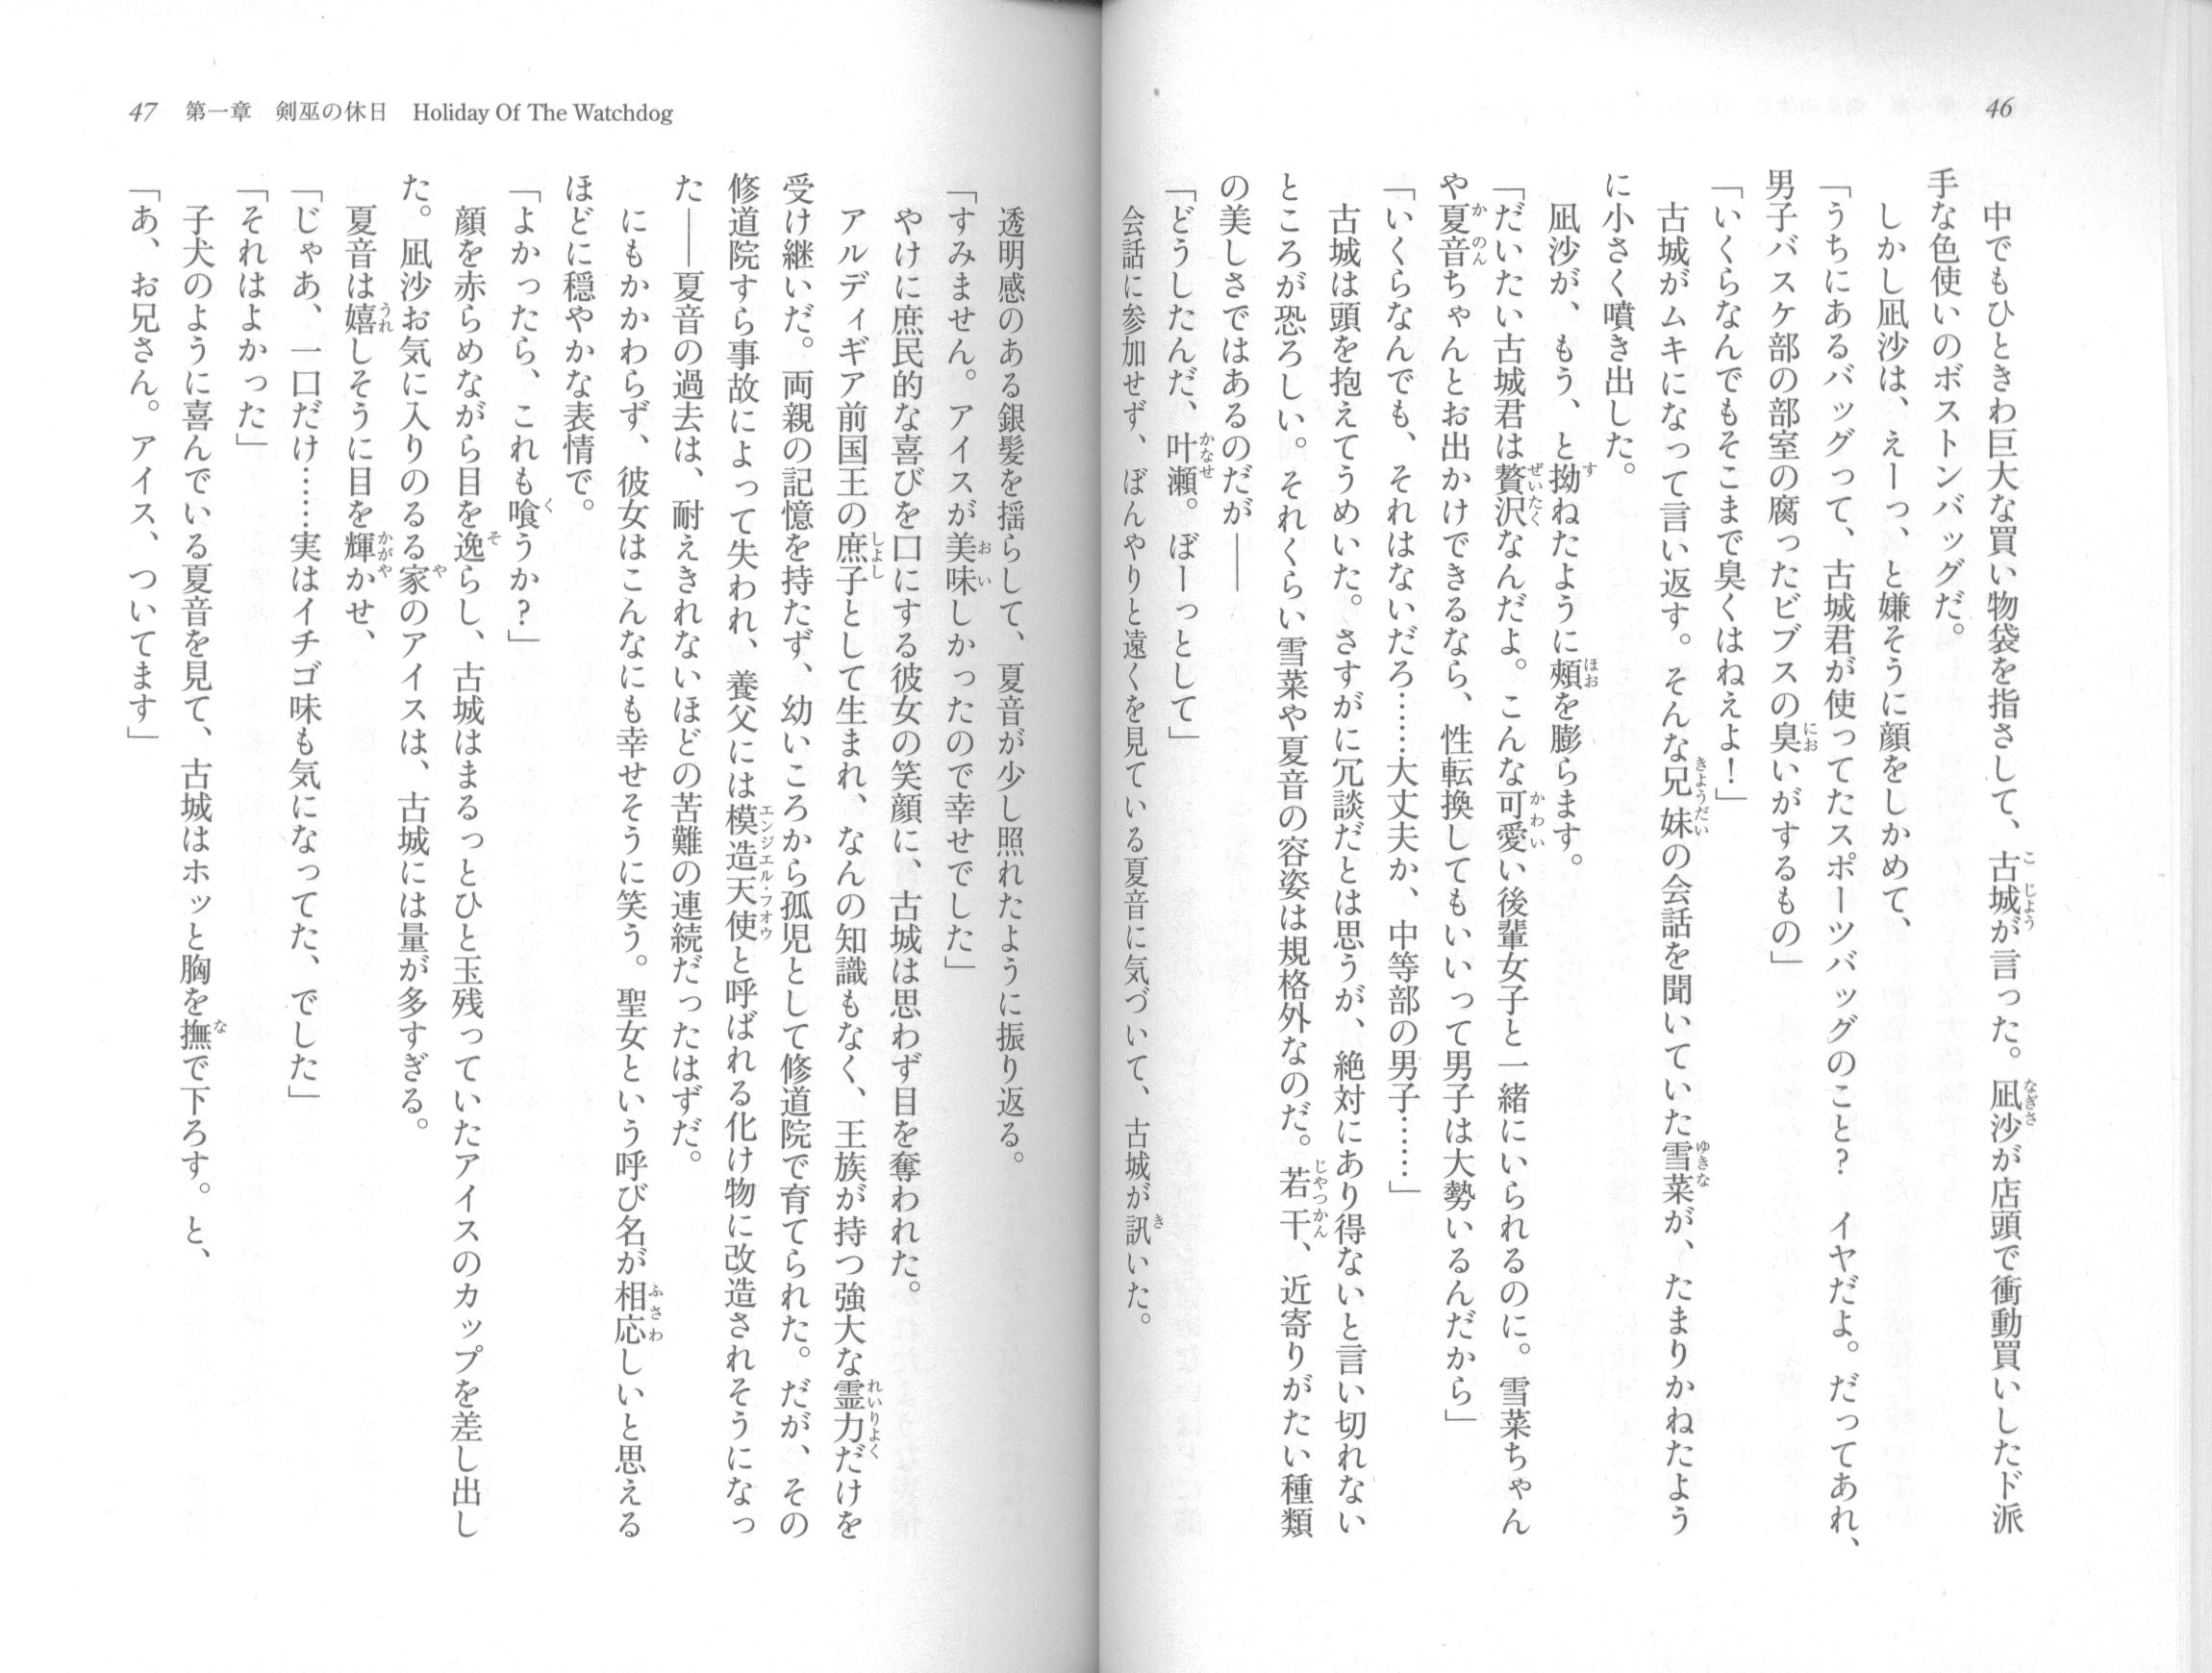 46
中でもひときわ巨大な買い物袋を指さして、古城が言った。凪沙が店頭で衝動買いしたド派
手な色使いのボストンバッグだ。
しかし凪沙は、えーっ、と嫌そうに顔をしかめて、
「うちにあるバッグって、古城君が使ってたスポーツバッグのこと? イヤだよ。だってあれ、
男子バスケ部の部室の腐ったビブスの臭いがするもの」
「いくらなんでもそこまで臭くはねえよ!」
古城がムキになって言い返す。そんな兄妹の会話を聞いていた雪菜が、たまりかねたよう
に小さく噴き出した。
凪沙が、もう、と拗ねたように頬を膨らます。
「だいたい古城君は贅沢なんだよ。こんな可愛い後輩女子と一緒にいられるのに。雪菜ちゃん
や夏音ちゃんとお出かけできるなら、性転換してもいいって男子は大勢いるんだから」
「いくらなんでも、それはないだろ……大丈夫か、中等部の男子……」
古城は頭を抱えてうめいた。さすがに冗談だとは思うが、絶対にあり得ないと言い切れない
ところが恐ろしい。それくらい雪菜や夏音の容姿は規格外なのだ。若干、近寄りがたい種類
の美しさではあるのだが――
「どうしたんだ、叶瀬。ぼーっとして」
会話に参加せず、ぼんやりと遠くを見ている夏音に気づいて、古城が訊いた。
47 第一章 剣巫の休日 Holiday Of The Watchdog
透明感のある銀髪を揺らして、夏音が少し照れたように振り返る。
「すみません。アイスが美味しかったので幸せでした」
やけに庶民的な喜びを口にする彼女の笑顔に、古城は思わず目を奪われた。
アルディギア前国王の庶子として生まれ、なんの知識もなく、王族が持つ強大な霊力だけを
受け継いだ。両親の記憶を持たず、幼いころから孤児として修道院で育てられた。だが、その
修道院すら事故によって失われ、養父には模造天使と呼ばれる化け物に改造されそうになっ
た――夏音の過去は、耐えきれないほどの苦難の連続だったはずだ。
にもかかわらず、彼女はこんなにも幸せそうに笑う。聖女という呼び名が相応しいと思える
ほどに穏やかな表情で。
「よかったら、これも喰うか?」
顔を赤らめながら目を逸らし、古城はまるっとひと玉残っていたアイスのカップを差し出し
た。凪沙お気に入りのるる家のアイスは、古城には量が多すぎる。
夏音は嬉しそうに目を輝かせ、
「じゃあ、一口だけ……実はイチゴ味も気になってた、でした」
「それはよかった」
子犬のように喜んでいる夏音を見て、古城はホッと胸を撫で下ろす。と、
「あ、お兄さん。アイス、ついてます」